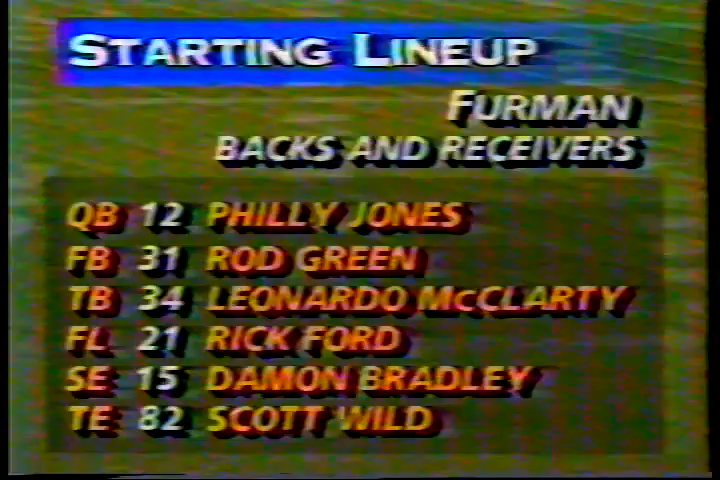 STARTING LINEUP
FURMAN
BACKS AND RECEIVERS
QB 12 PHILLY JONES
FB 31 ROD GREEN
TB 34 LEONARDO McCLARTY
FL 21 RICK FORD
SE 15 DAMON BRADLEY
TE 82 SCOTT WILD